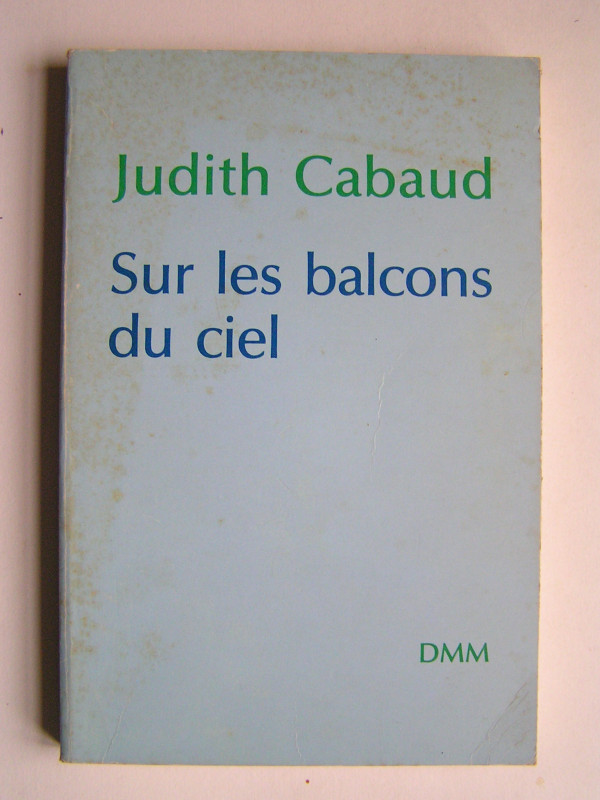 Judith Cabaud
Sur les balcons
du ciel
DMM